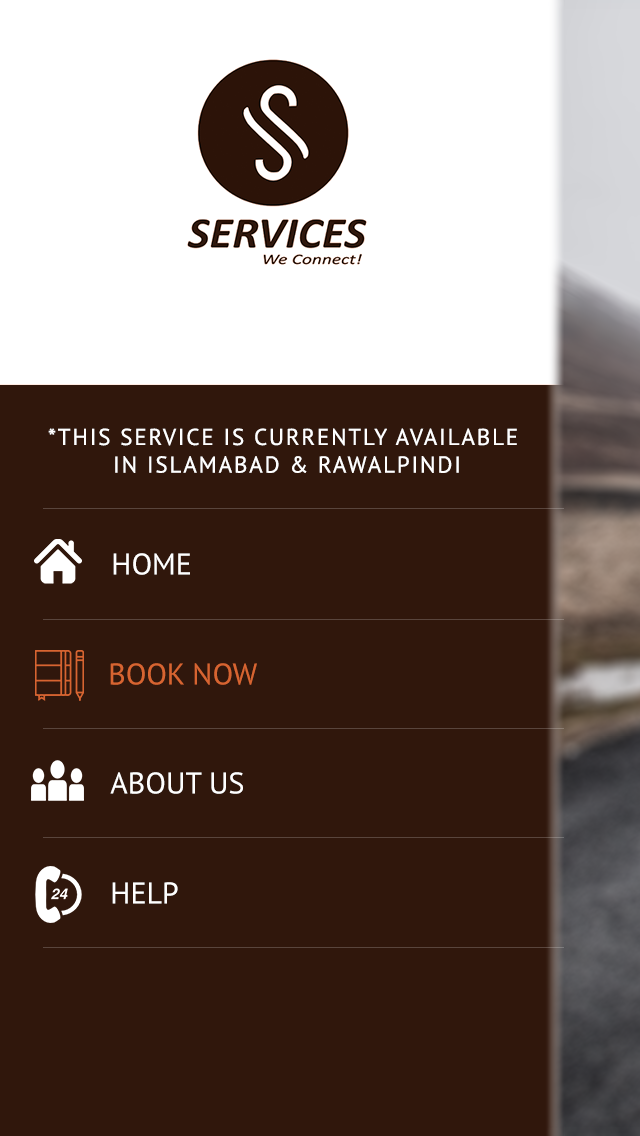 SERVICES
We Connect!
*THIS SERVICE IS CURRENTLY AVAILABLE
IN ISLAMABAD & RAWALPINDI
HOME
BOOK NOW
ABOUT US
24
HELP